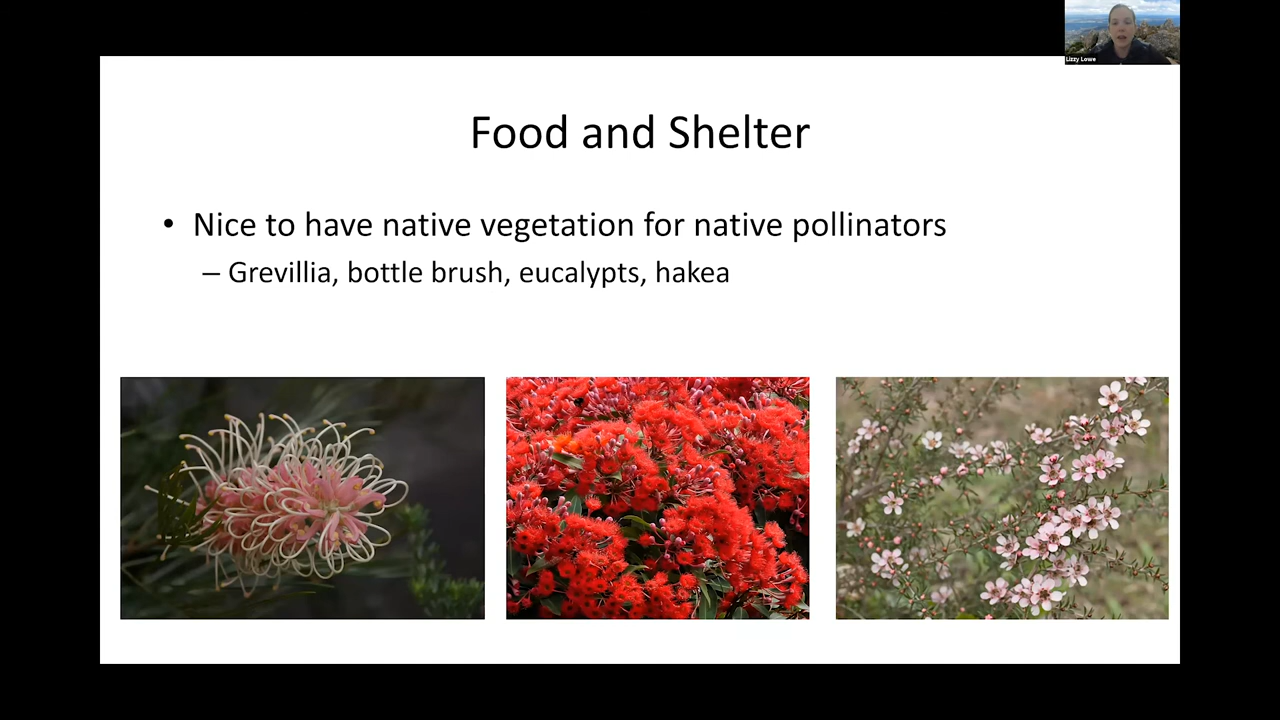 Lizzy Lowe
Food and Shelter
• Nice to have native vegetation for native pollinators
– Grevillia, bottle brush, eucalypts, hakea